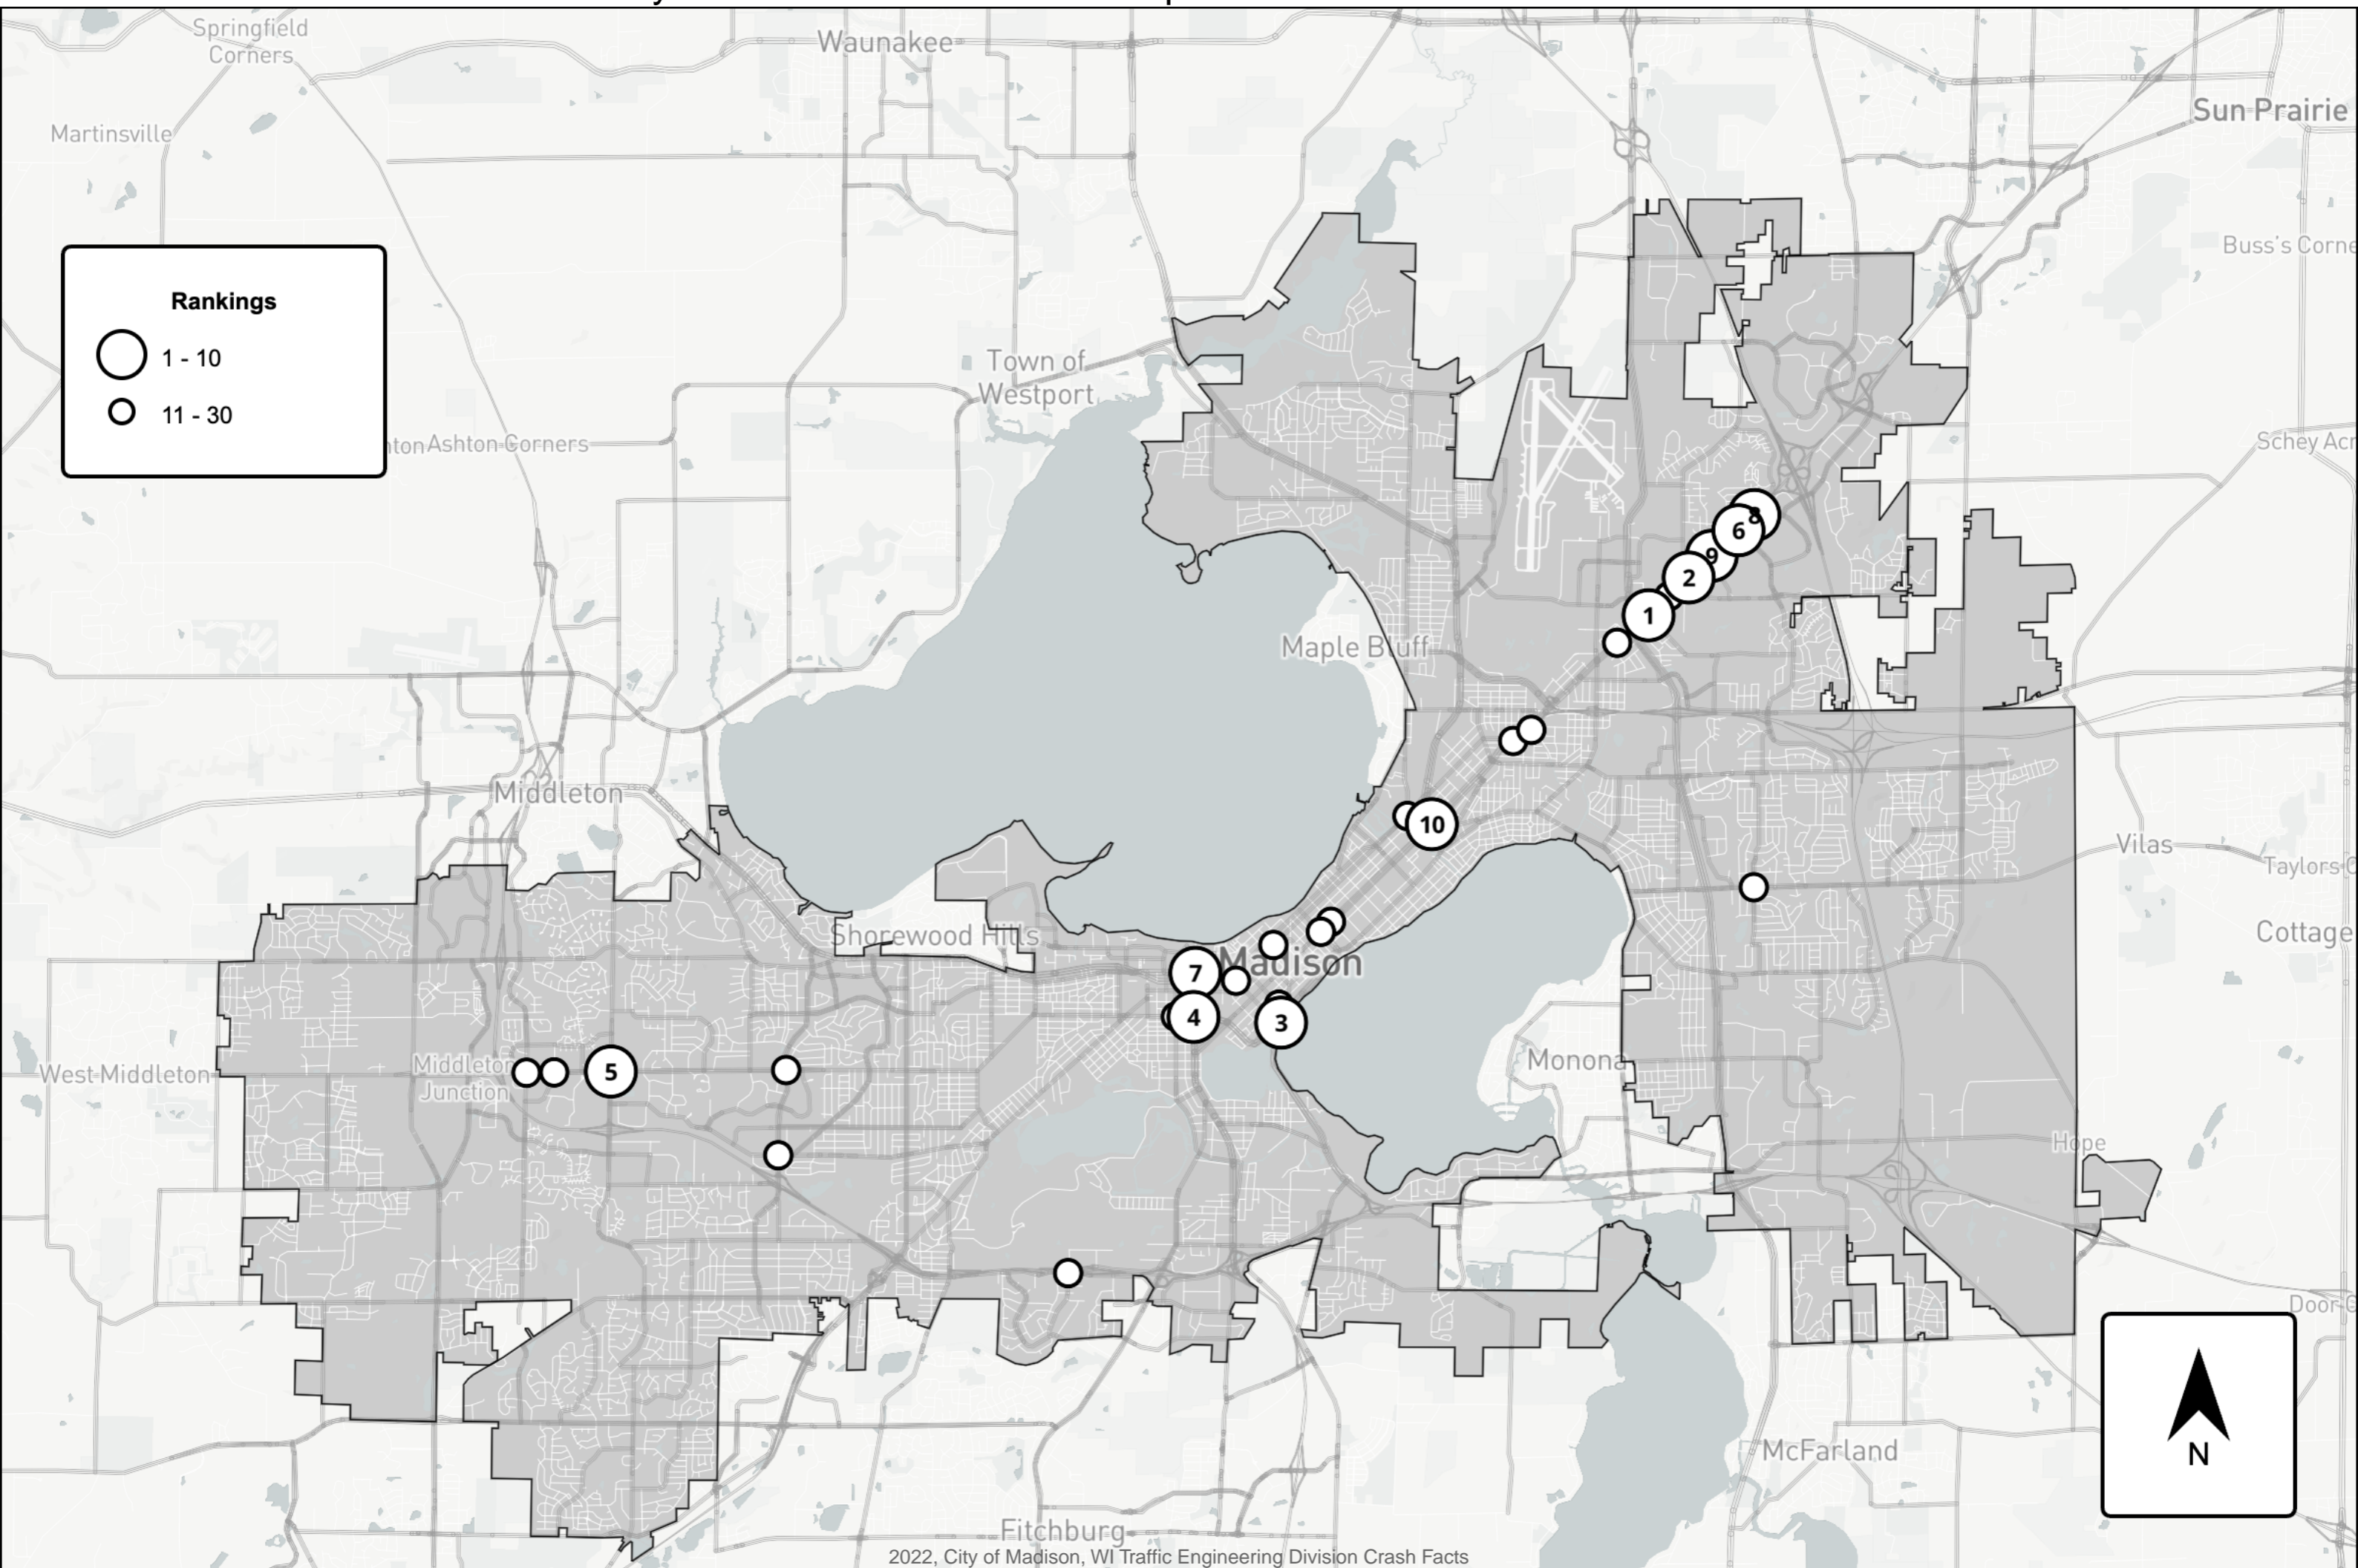 Springfield
Corners
Waunakee
Sun Prairie
Martinsville
Buss's Corne
Rankings
1 - 10
11 - 30
Town of
Westport
nton
Ashton Corners
Schey Acr
8
6
9
2
1
Maple Bluff
Middleton
10
Vilas
Taylors C
Shorewood Hills
Cottage
Madison
7
4
3
Monona
West Middleton
Middleton
Junction
5
Hope
Door C
N
McFarland
Fitchburg
2022, City of Madison, WI Traffic Engineering Division Crash Facts